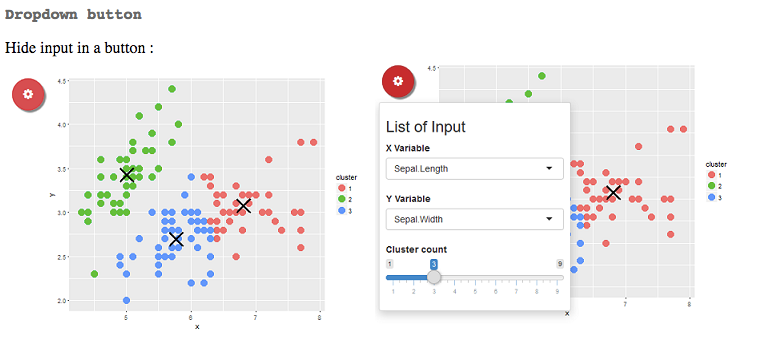 Dropdown button
Hide input in a button :
4.5
4.0
3.5
3.0
2.5
2.0
Y
5
6
7
8
x
cluster
1
2
3
4.5
List of Input
X Variable
Sepal.Length
Y Variable
Sepal.Width
Cluster count
1
3
9
1 2 3 4 5 6 7 8 9
7
8
x
cluster
1
2
3